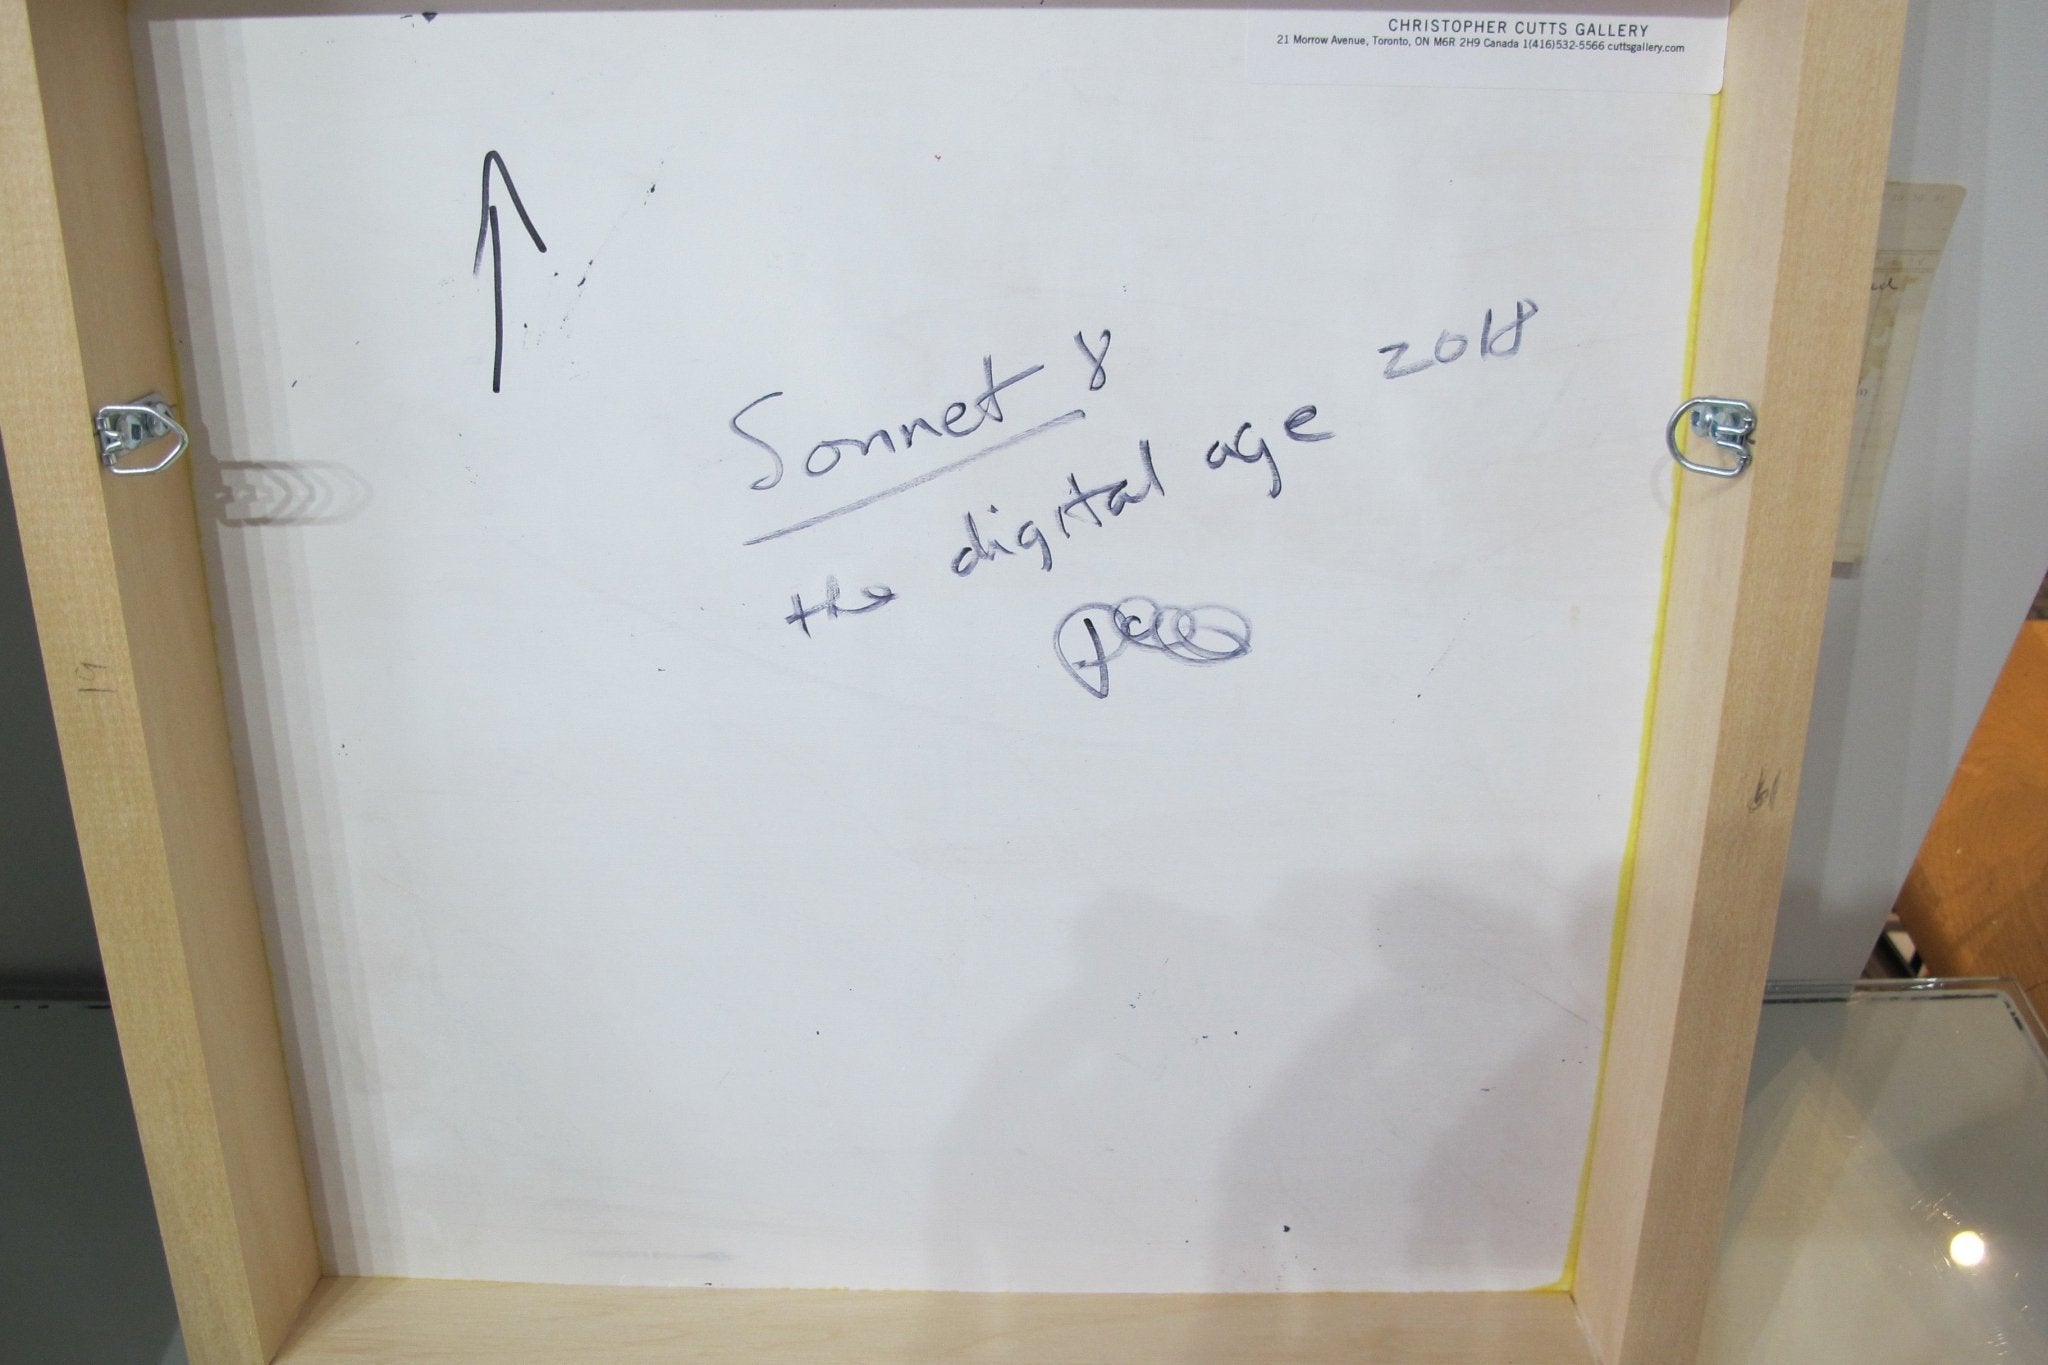 CHRISTOPHER CUTTS GALLERY
21 Morrow Avenue, Toronto, ON M6R 2H9 Canada 1(416)532-5566 cuttsgallery.com
Sonnet 8
the digital age 2018